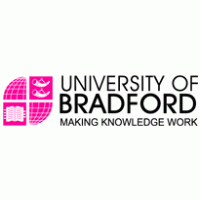 UNIVERSITY OF
BRADFORD
MAKING KNOWLEDGE WORK